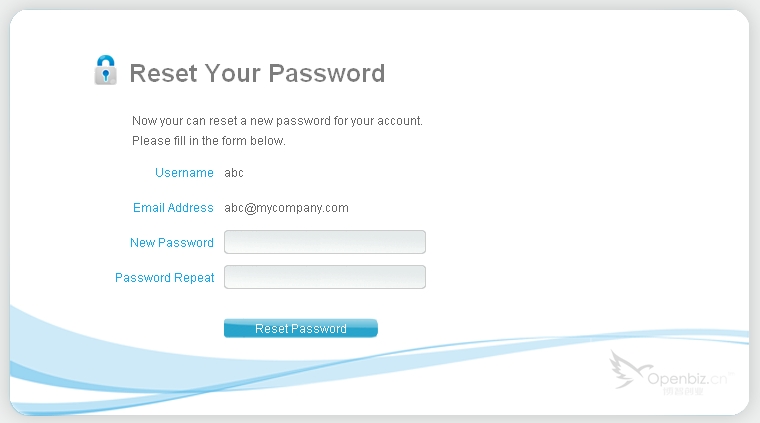 Reset Your Password
Now your can reset a new password for your account.
Please fill in the form below.
Username abc
Email Address abc@mycompany.com
New Password
Password Repeat
Reset Password
Openbiz.cn